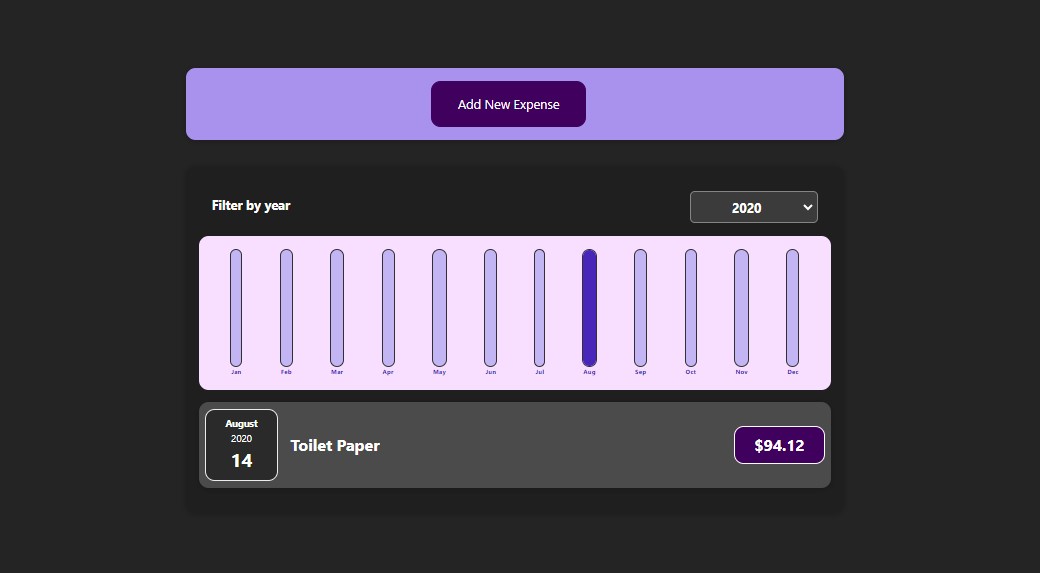 Add New Expense
Filter by year
2020
Jan Feb Mar Apr May Jun Jul Aug Sep Oct Nov Dec
August
2020
14
Toilet Paper
$94.12